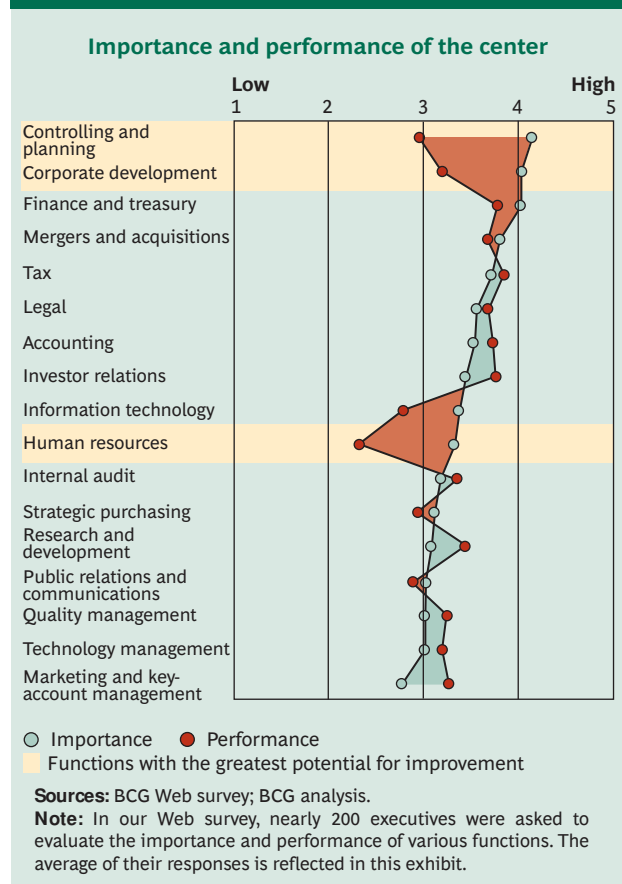 Importance and performance of the center
Low High
1 2 3 4 5
Controlling and
planning
Corporate development
Finance and treasury
Mergers and acquisitions
Tax
Legal
Accounting
Investor relations
Information technology
Human resources
Internal audit
Strategic purchasing
Research and
development
Public relations and
communications
Quality management
Technology management
Marketing and key-
account management
Importance Performance
Functions with the greatest potential for improvement
Sources: BCG Web survey; BCG analysis.
Note: In our Web survey, nearly 200 executives were asked to
evaluate the importance and performance of various functions. The
average of their responses is reflected in this exhibit.